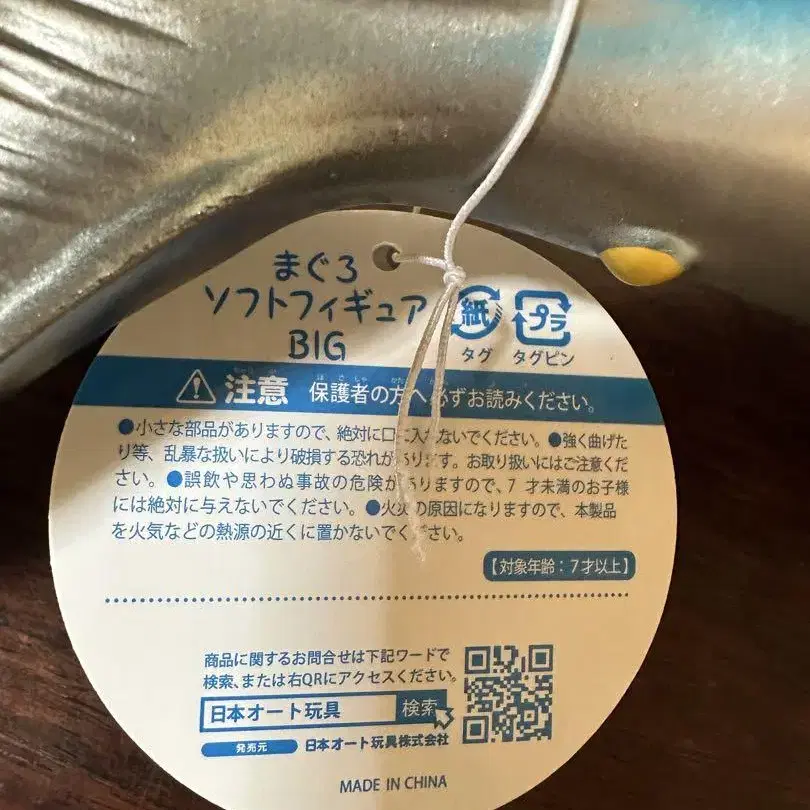 まぐろ
ソフトフィギュア
BIG
紙 プラ
タグ タグピン
注意 保護者の方へ必ずお読みください。
●小さな部品がありますので、絶対に口に入れないでください。●強く曲げた
り等、乱暴な扱いにより破損する恐れがあります。お取り扱いにはご注意くだ
さい。●誤飲や思わぬ事故の危険がありますので、7才未満のお子様
には絶対に与えないでください。●火災の原因になりますので、本製品
を火気などの熱源の近くに置かないでください。
【対象年齢：7才以上】
商品に関するお問合せは下記ワードで
検索、または右QRにアクセスください。
日本オート玩具 検索
発売元 日本オート玩具株式会社
MADE IN CHINA